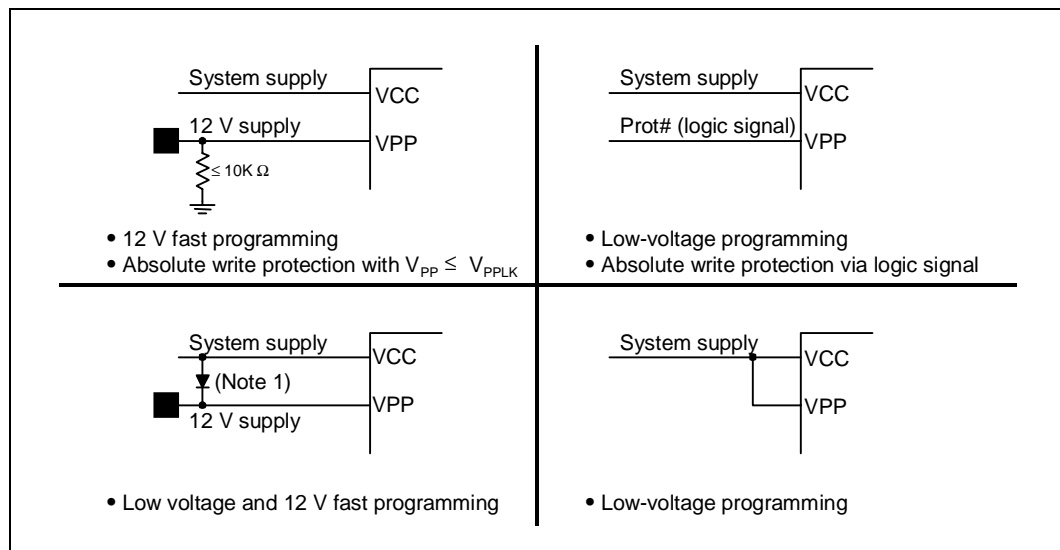 System supply
VCC
12 V supply
VPP
≤ 10K Ω
• 12 V fast programming
• Absolute write protection with VPP ≤ VPPLK
System supply
VCC
Prot# (logic signal)
VPP
• Low-voltage programming
• Absolute write protection via logic signal
System supply
VCC
(Note 1)
VPP
12 V supply
• Low voltage and 12 V fast programming
System supply
VCC
VPP
• Low-voltage programming